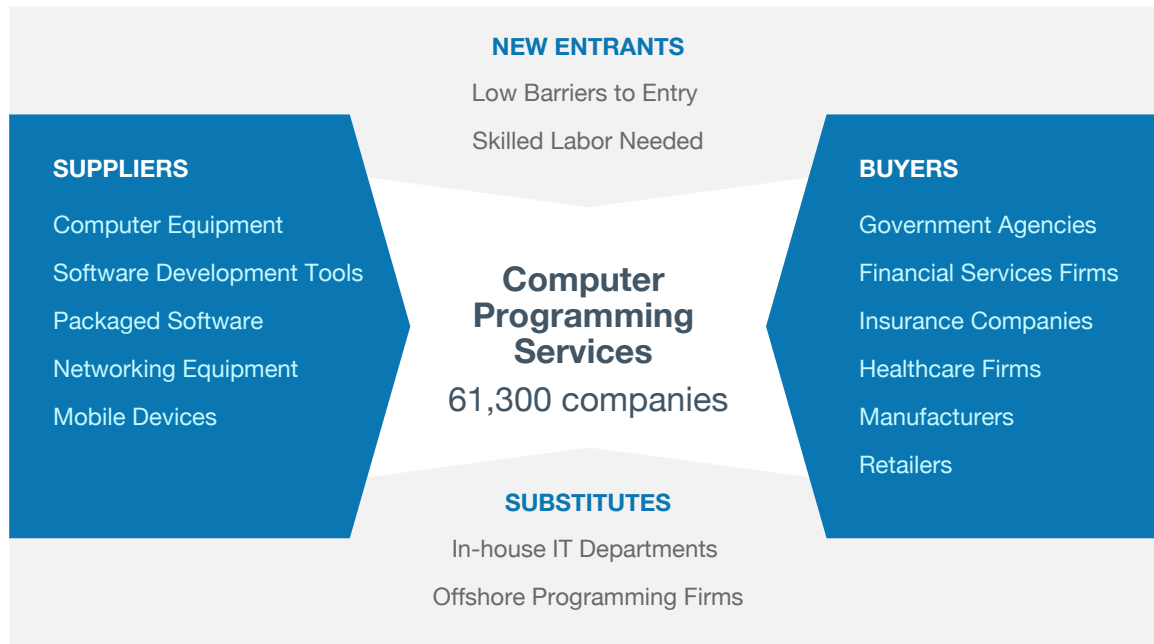 NEW ENTRANTS
Low Barriers to Entry
Skilled Labor Needed
SUPPLIERS
Computer Equipment
Software Development Tools
Packaged Software
Networking Equipment
Mobile Devices
Computer
Programming
Services
61,300 companies
BUYERS
Government Agencies
Financial Services Firms
Insurance Companies
Healthcare Firms
Manufacturers
Retailers
SUBSTITUTES
In-house IT Departments
Offshore Programming Firms